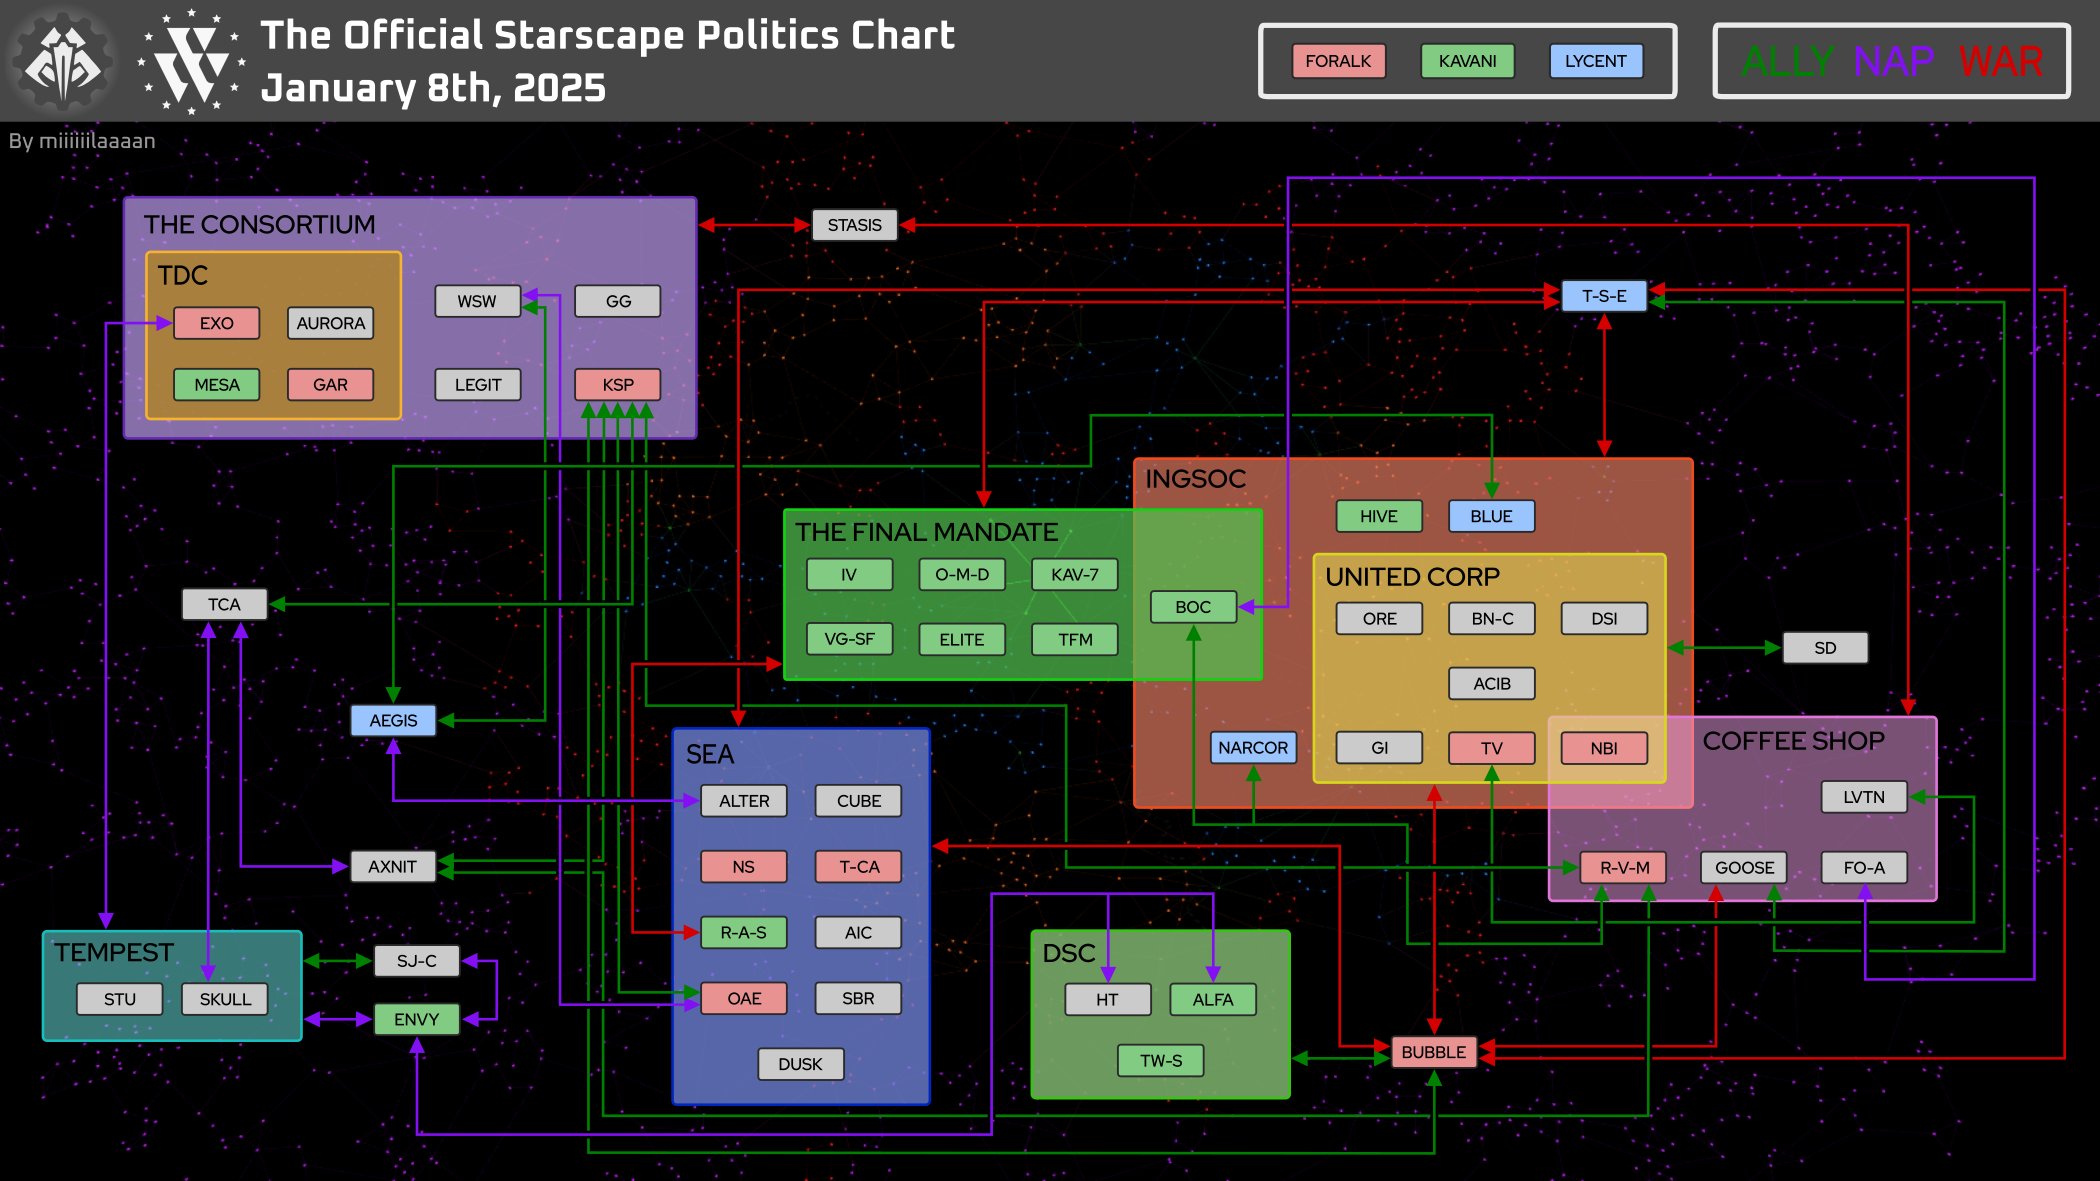 The Official Starscape Politics Chart
January 8th, 2025
FORALK KAVANI LYCENT
ALLY NAP WAR
By miiiiiilaaaan
THE CONSORTIUM
TDC
EXO AURORA
MESA GAR
WSW GG
LEGIT KSP
STASIS
T-S-E
INGSOC
HIVE BLUE
THE FINAL MANDATE
IV O-M-D KAV-7
VG-SF ELITE TFM
BOC
UNITED CORP
ORE BN-C DSI
ACIB
GI TV NBI
NARCOR
SD
COFFEE SHOP
LVTN
R-V-M GOOSE FO-A
TCA
AEGIS
AXNIT
SEA
ALTER CUBE
NS T-CA
R-A-S AIC
OAE SBR
DUSK
TEMPEST
STU SKULL
SJ-C
ENVY
DSC
HT ALFA
TW-S
BUBBLE